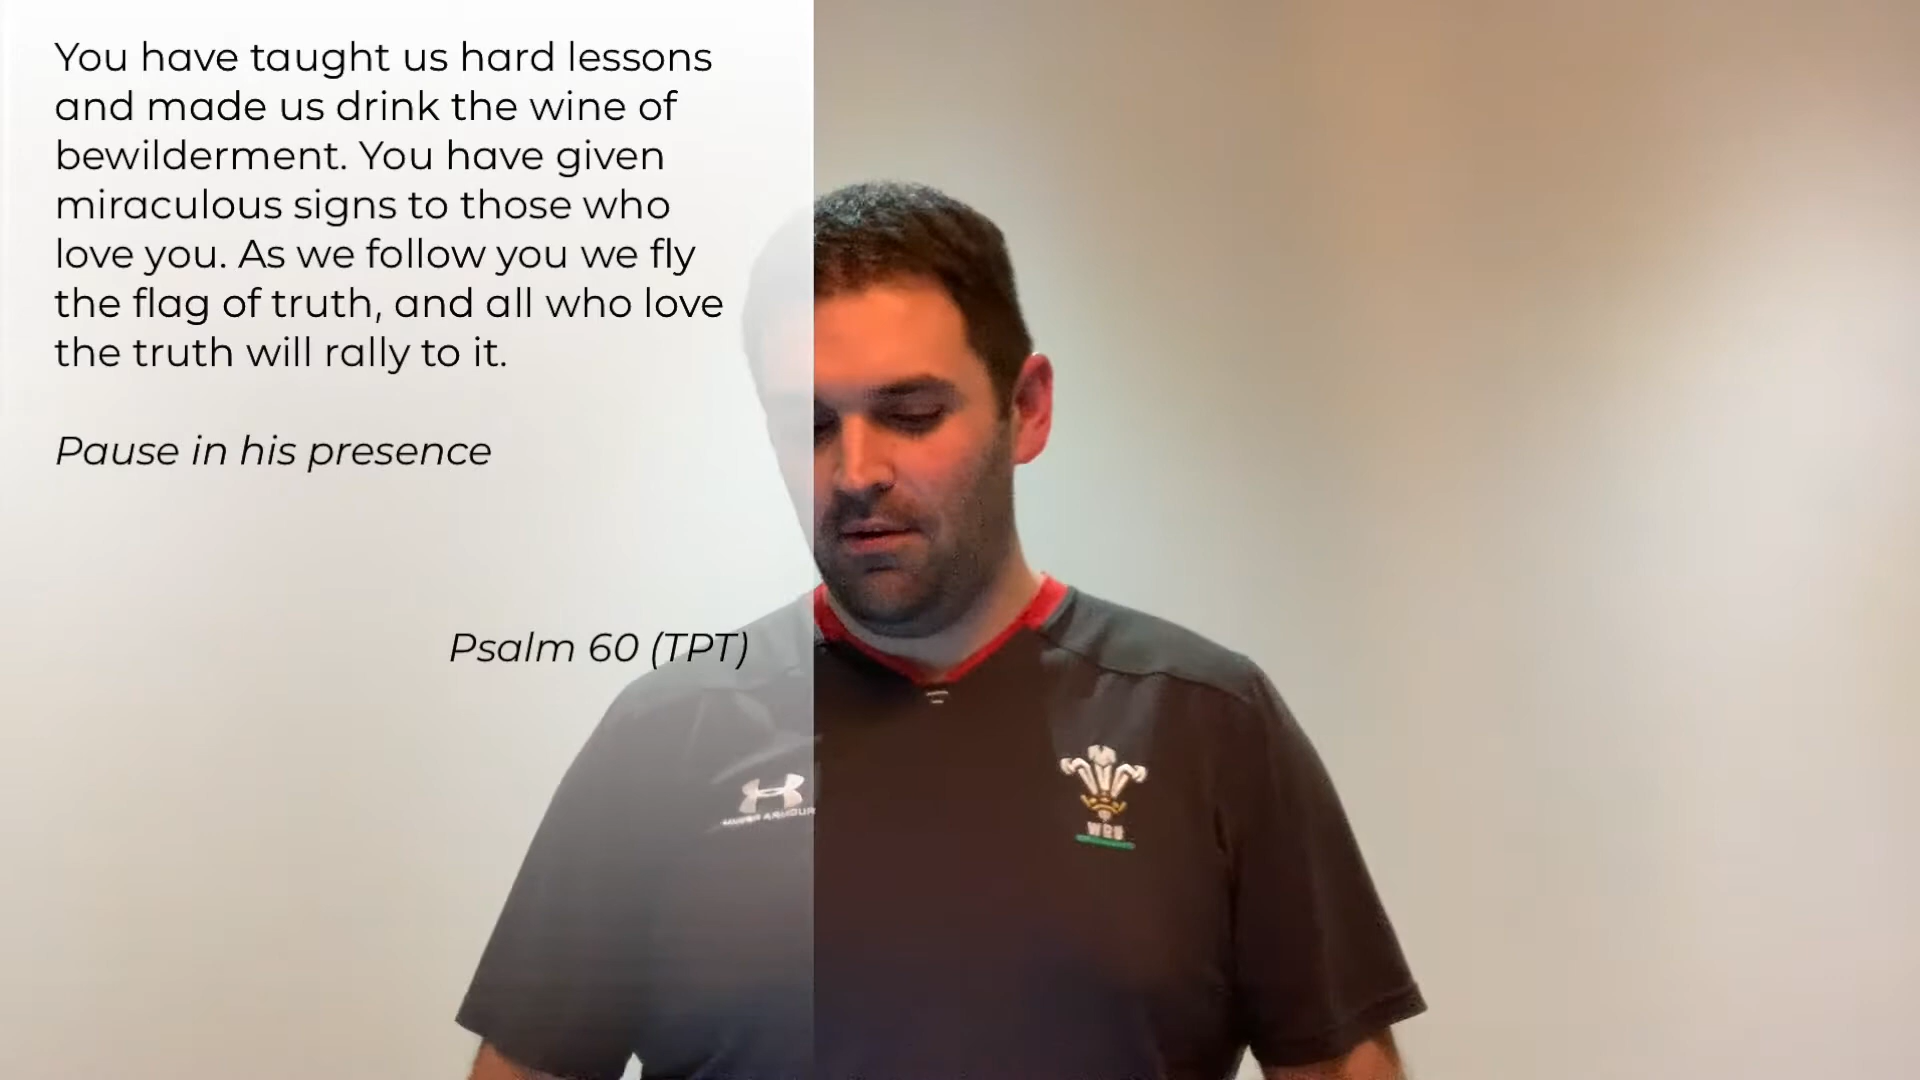 You have taught us hard lessons
and made us drink the wine of
bewilderment. You have given
miraculous signs to those who
love you. As we follow you we fly
the flag of truth, and all who love
the truth will rally to it.
Pause in his presence
Psalm 60 (TPT)
UNDER ARMOUR
WRU